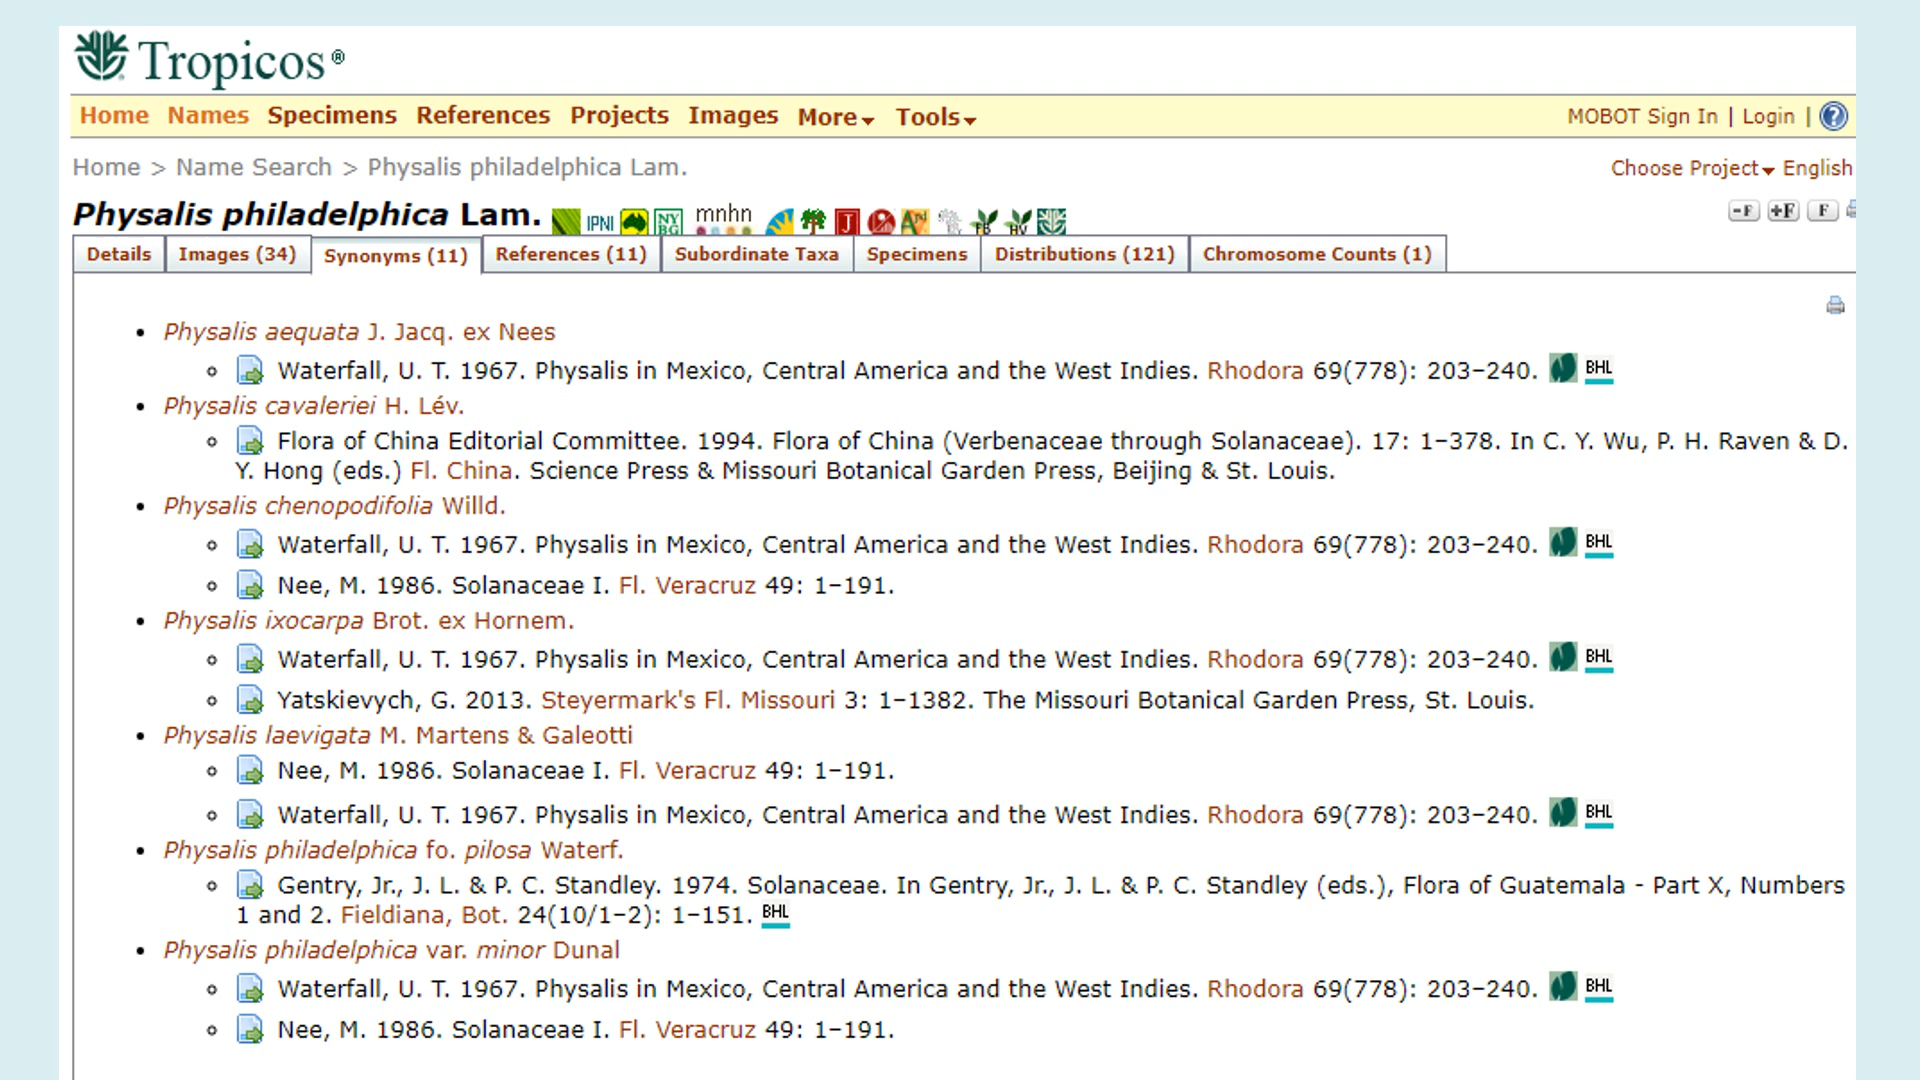 Tropicos®
Home Names Specimens References Projects Images More Tools
MOBOT Sign In | Login | ?
Home > Name Search > Physalis philadelphica Lam.
Choose Project English
Physalis philadelphica Lam. IPNI NY BG mnhn J FB HV
-F +F F
Details Images (34) Synonyms (11) References (11) Subordinate Taxa Specimens Distributions (121) Chromosome Counts (1)
• Physalis aequata J. Jacq. ex Nees
Waterfall, U. T. 1967. Physalis in Mexico, Central America and the West Indies. Rhodora 69(778): 203–240. BHL
• Physalis cavaleriei H. Lév.
Flora of China Editorial Committee. 1994. Flora of China (Verbenaceae through Solanaceae). 17: 1–378. In C. Y. Wu, P. H. Raven & D.
Y. Hong (eds.) Fl. China. Science Press & Missouri Botanical Garden Press, Beijing & St. Louis.
• Physalis chenopodifolia Willd.
Waterfall, U. T. 1967. Physalis in Mexico, Central America and the West Indies. Rhodora 69(778): 203–240. BHL
Nee, M. 1986. Solanaceae I. Fl. Veracruz 49: 1–191.
• Physalis ixocarpa Brot. ex Hornem.
Waterfall, U. T. 1967. Physalis in Mexico, Central America and the West Indies. Rhodora 69(778): 203–240. BHL
Yatskievych, G. 2013. Steyermark's Fl. Missouri 3: 1–1382. The Missouri Botanical Garden Press, St. Louis.
• Physalis laevigata M. Martens & Galeotti
Nee, M. 1986. Solanaceae I. Fl. Veracruz 49: 1–191.
Waterfall, U. T. 1967. Physalis in Mexico, Central America and the West Indies. Rhodora 69(778): 203–240. BHL
• Physalis philadelphica fo. pilosa Waterf.
Gentry, Jr., J. L. & P. C. Standley. 1974. Solanaceae. In Gentry, Jr., J. L. & P. C. Standley (eds.), Flora of Guatemala - Part X, Numbers
1 and 2. Fieldiana, Bot. 24(10/1–2): 1–151. BHL
• Physalis philadelphica var. minor Dunal
Waterfall, U. T. 1967. Physalis in Mexico, Central America and the West Indies. Rhodora 69(778): 203–240. BHL
Nee, M. 1986. Solanaceae I. Fl. Veracruz 49: 1–191.